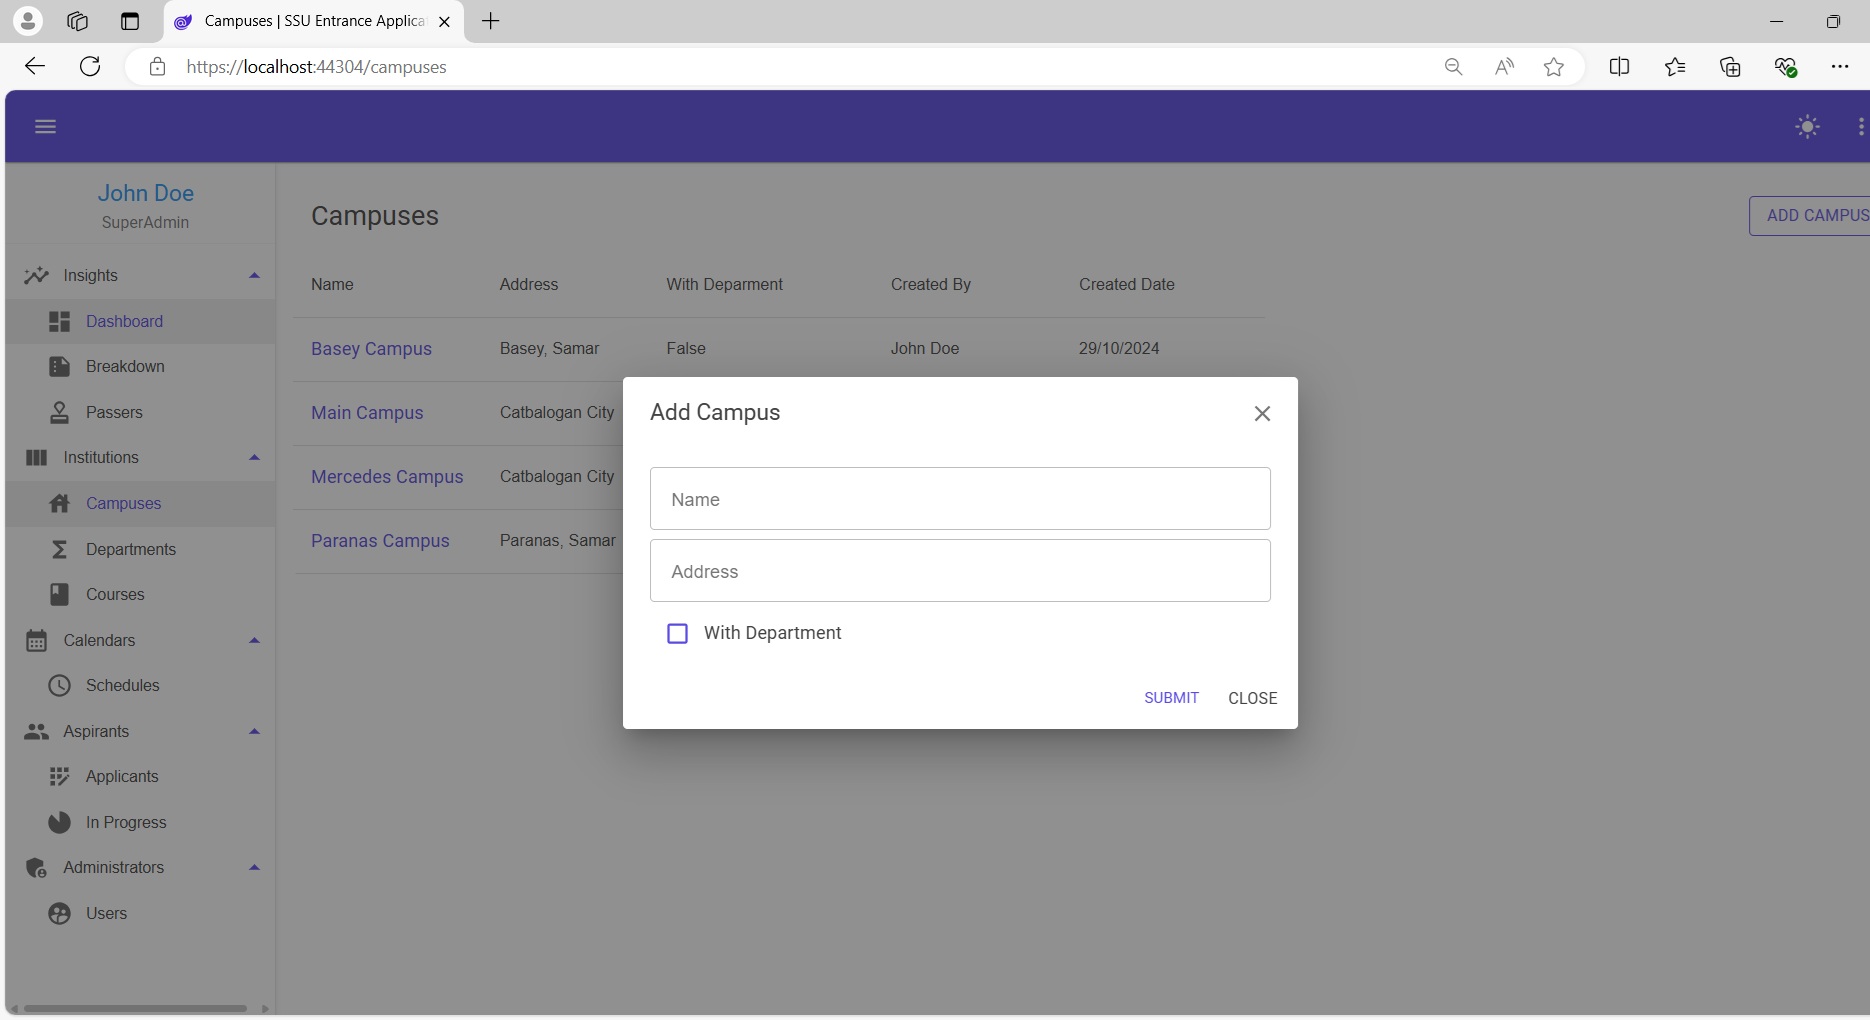 Campuses | SSU Entrance Applica
https://localhost:44304/campuses
John Doe
SuperAdmin
Insights
Dashboard
Breakdown
Passers
Institutions
Campuses
Departments
Courses
Calendars
Schedules
Aspirants
Applicants
In Progress
Administrators
Users
Campuses
ADD CAMPUS
Name Address With Deparment Created By Created Date
Basey Campus Basey, Samar False John Doe 29/10/2024
Main Campus Catbalogan City
Mercedes Campus Catbalogan City
Paranas Campus Paranas, Samar
Add Campus
Name
Address
With Department
SUBMIT CLOSE